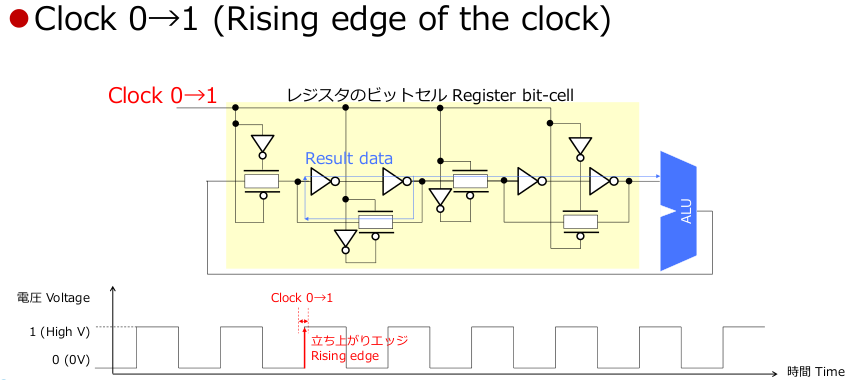 ●Clock 0→1 (Rising edge of the clock)
Clock 0→1
レジスタのビットセル Register bit-cell
Result data
ALU
電圧 Voltage
Clock 0→1
1 (High V)
立ち上がりエッジ
Rising edge
0 (0V)
時間 Time